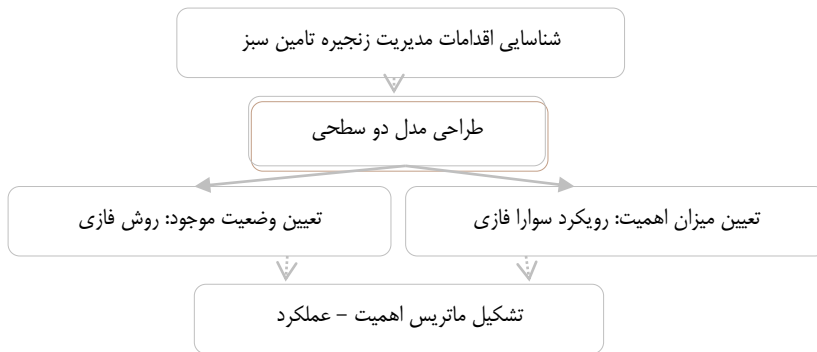 شناسایی اقدامات مدیریت زنجیره تامین سبز
طراحی مدل دو سطحی
تعیین میزان اهمیت: رویکرد سوارا فازی
تعیین وضعیت موجود: روش فازی
تشکیل ماتریس اهمیت – عملکرد